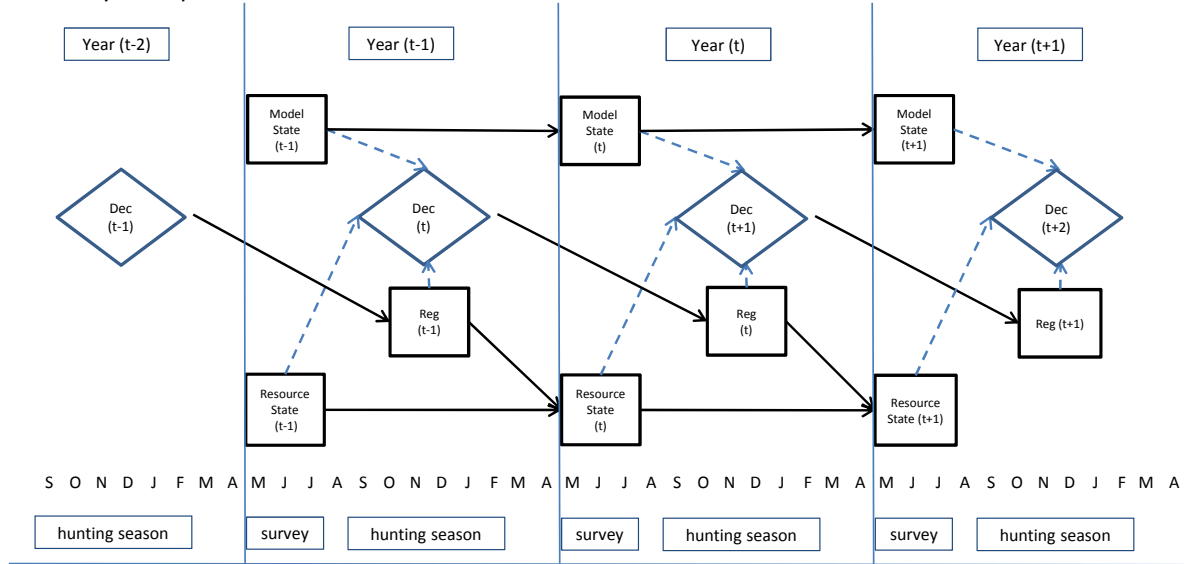 Year (t-2)
Year (t-1)
Year (t)
Year (t+1)
Model
State
(t-1)
Model
State
(t)
Model
State
(t+1)
Dec
(t-1)
Dec
(t)
Dec
(t+1)
Dec
(t+2)
Reg
(t-1)
Reg
(t)
Reg (t+1)
Resource
State
(t-1)
Resource
State
(t)
Resource
State (t+1)
S O N D J F M A M J J A S O N D J F M A M J J A S O N D J F M A M J J A S O N D J F M A
hunting season
survey
hunting season
survey
hunting season
survey
hunting season